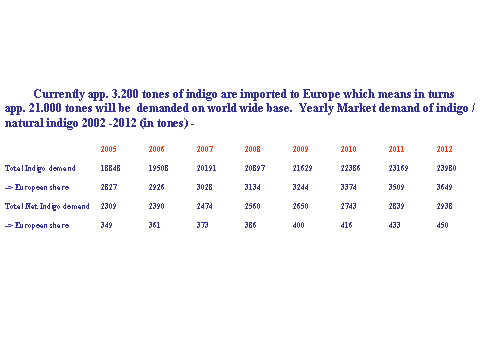 Currently app. 3.200 tones of indigo are imported to Europe which means in turns
app. 21.000 tones will be demanded on world wide base. Yearly Market demand of indigo /
natural indigo 2002 -2012 (in tones) -
2005 2006 2007 2008 2009 2010 2011 2012
Total Indigo demand 18848 19508 20191 20897 21629 22386 23169 23980
=> European share 2827 2926 3028 3134 3244 3374 3509 3649
Total Nat Indigo demand 2309 2390 2474 2560 2650 2743 2839 2938
=> European share 349 361 373 386 400 416 433 450